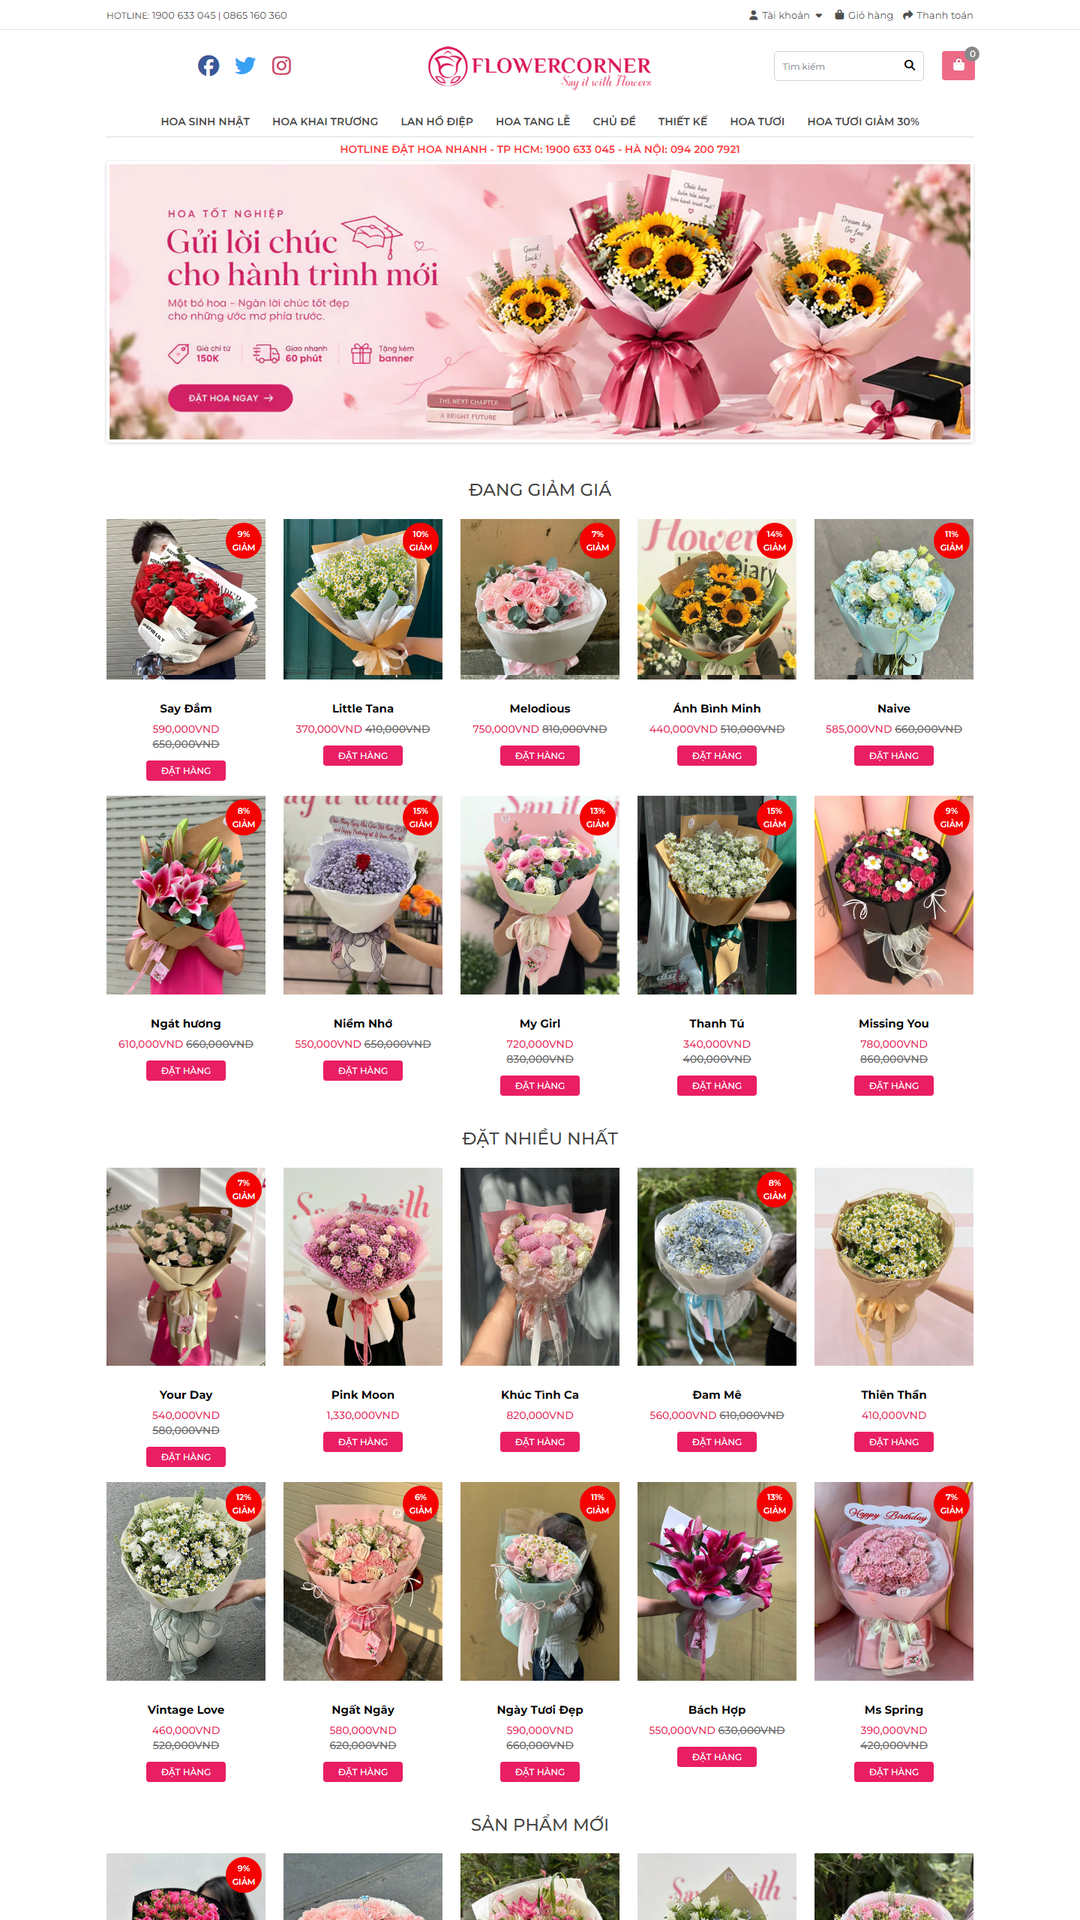 HOTLINE: 1900 633 045 | 0865 160 360
Tài khoản
Giỏ hàng
Thanh toán
FLOWERCORNER
Say it with Flowers
Tìm kiếm
0
HOA SINH NHẬT
HOA KHAI TRƯƠNG
LAN HỒ ĐIỆP
HOA TANG LỄ
CHỦ ĐỀ
THIẾT KẾ
HOA TƯƠI
HOA TƯƠI GIẢM 30%
HOTLINE ĐẶT HOA NHANH - TP HCM: 1900 633 045 - HÀ NỘI: 094 200 7921
HOA TỐT NGHIỆP
Gửi lời chúc
cho hành trình mới
Một bó hoa – Ngàn lời chúc tốt đẹp
cho những ước mơ phía trước.
Giá chỉ từ
150K
Giao nhanh
60 phút
Tặng kèm
banner
ĐẶT HOA NGAY
Good luck!
Dream big
Go far
THE NEXT CHAPTER
A BRIGHT FUTURE
ĐANG GIẢM GIÁ
9%
GIẢM
10%
GIẢM
7%
GIẢM
14%
GIẢM
11%
GIẢM
Say Đắm
590,000VND
650,000VND
ĐẶT HÀNG
Little Tana
370,000VND 410,000VND
ĐẶT HÀNG
Melodious
750,000VND 810,000VND
ĐẶT HÀNG
Ánh Bình Minh
440,000VND 510,000VND
ĐẶT HÀNG
Naive
585,000VND 660,000VND
ĐẶT HÀNG
8%
GIẢM
15%
GIẢM
13%
GIẢM
15%
GIẢM
9%
GIẢM
Ngát hương
610,000VND 660,000VND
ĐẶT HÀNG
Niềm Nhớ
550,000VND 650,000VND
ĐẶT HÀNG
My Girl
720,000VND
830,000VND
ĐẶT HÀNG
Thanh Tú
340,000VND
400,000VND
ĐẶT HÀNG
Missing You
780,000VND
860,000VND
ĐẶT HÀNG
ĐẶT NHIỀU NHẤT
7%
GIẢM
8%
GIẢM
Your Day
540,000VND
580,000VND
ĐẶT HÀNG
Pink Moon
1,330,000VND
ĐẶT HÀNG
Khúc Tình Ca
820,000VND
ĐẶT HÀNG
Đam Mê
560,000VND 610,000VND
ĐẶT HÀNG
Thiên Thần
410,000VND
ĐẶT HÀNG
12%
GIẢM
6%
GIẢM
11%
GIẢM
13%
GIẢM
7%
GIẢM
Happy Birthday
Vintage Love
460,000VND
520,000VND
ĐẶT HÀNG
Ngất Ngây
580,000VND
620,000VND
ĐẶT HÀNG
Ngày Tươi Đẹp
590,000VND
660,000VND
ĐẶT HÀNG
Bách Hợp
550,000VND 630,000VND
ĐẶT HÀNG
Ms Spring
390,000VND
420,000VND
ĐẶT HÀNG
SẢN PHẨM MỚI
9%
GIẢM